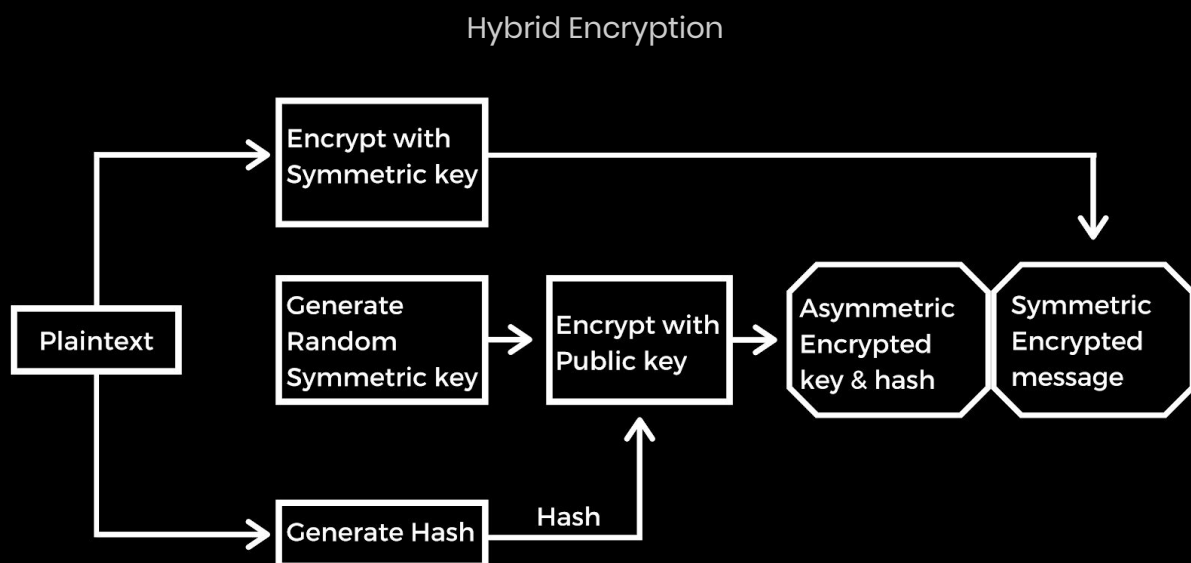 Hybrid Encryption
Encrypt with
Symmetric key
Plaintext
Generate
Random
Symmetric key
Encrypt with
Public key
Asymmetric
Encrypted
key & hash
Symmetric
Encrypted
message
Generate Hash
Hash